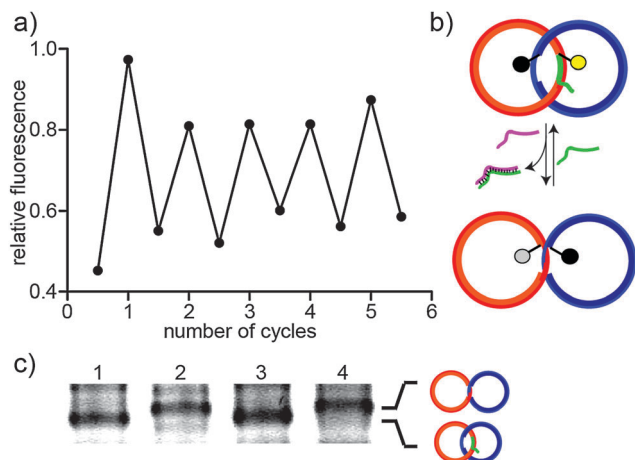 a)
b)
1.0
0.8
0.6
0.4
relative fluorescence
0 1 2 3 4 5 6
number of cycles
c)
1 2 3 4